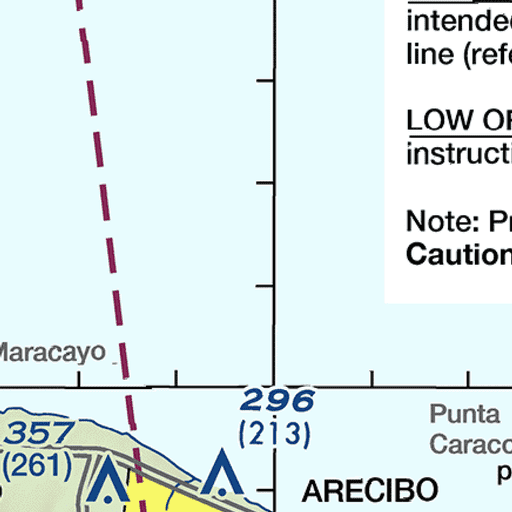 intended
line (refe
LOW OF
instructi
Note: Pr
Caution
Maracayo
296
(213)
357
(261)
Punta
Caraco
p
ARECIBO